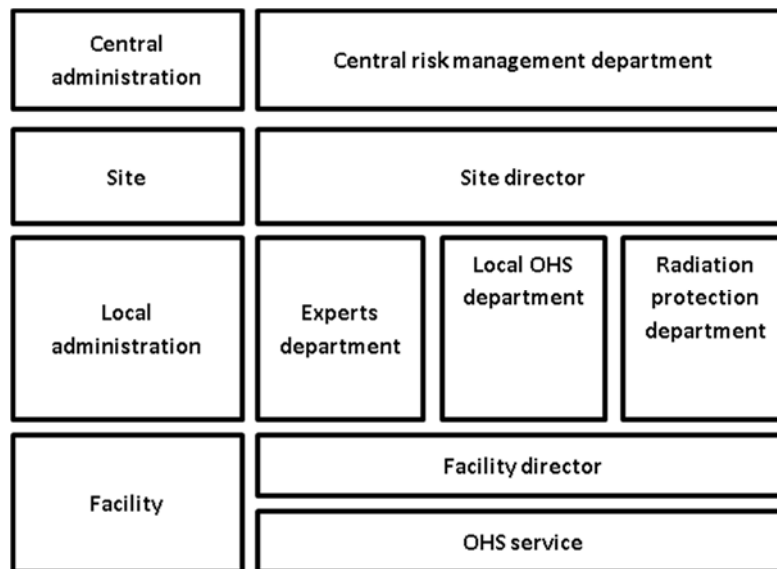 Central
administration
Central risk management department
Site
Site director
Local
administration
Experts
department
Local OHS
department
Radiation
protection
department
Facility
Facility director
OHS service